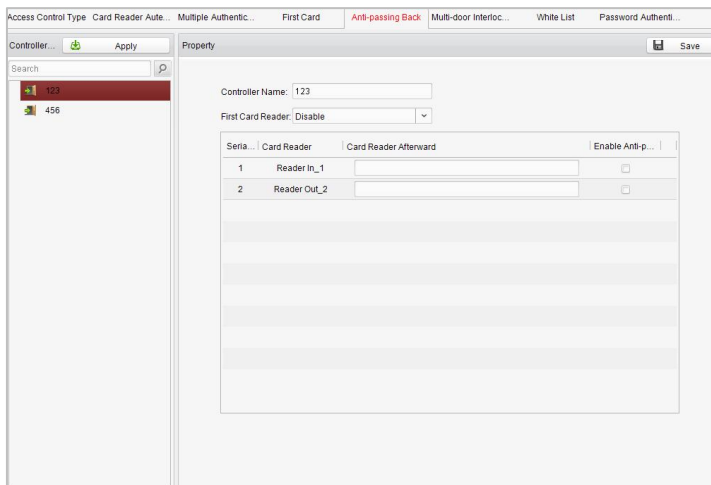 Access Control Type Card Reader Aute... Multiple Authentic... First Card Anti-passing Back Multi-door Interloc... White List Password Authenti...
Controller... Apply Property Save
Search
123
456
Controller Name: 123
First Card Reader: Disable
Seria... Card Reader Card Reader Afterward Enable Anti-p...
1 Reader In_1
2 Reader Out_2